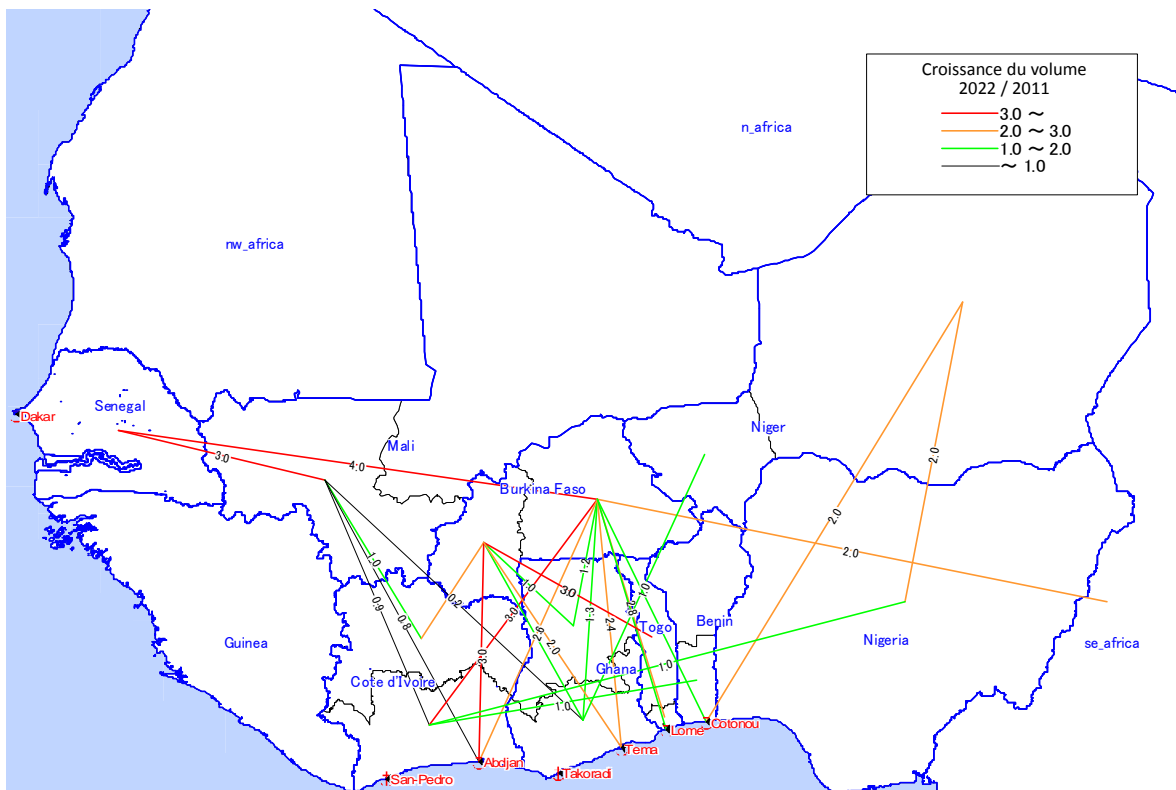 Croissance du volume
2022 / 2011
3.0 ～
2.0 ～ 3.0
1.0 ～ 2.0
～ 1.0
n_africa
nw_africa
Senegal
Dakar
Mali
Niger
Burkina Faso
3.0
4.0
2.0
2.0
2.0
1.0
0.9
0.8
0.2
1.0
1.2
3.0
3.0
1.3
2.4
1.0
2.6
2.0
3.0
1.0
1.0
Togo
Benin
Ghana
Guinea
Cote d'Ivoire
Nigeria
se_africa
Lome
Cotonou
Tema
Abdjan
Takoradi
San-Pedro